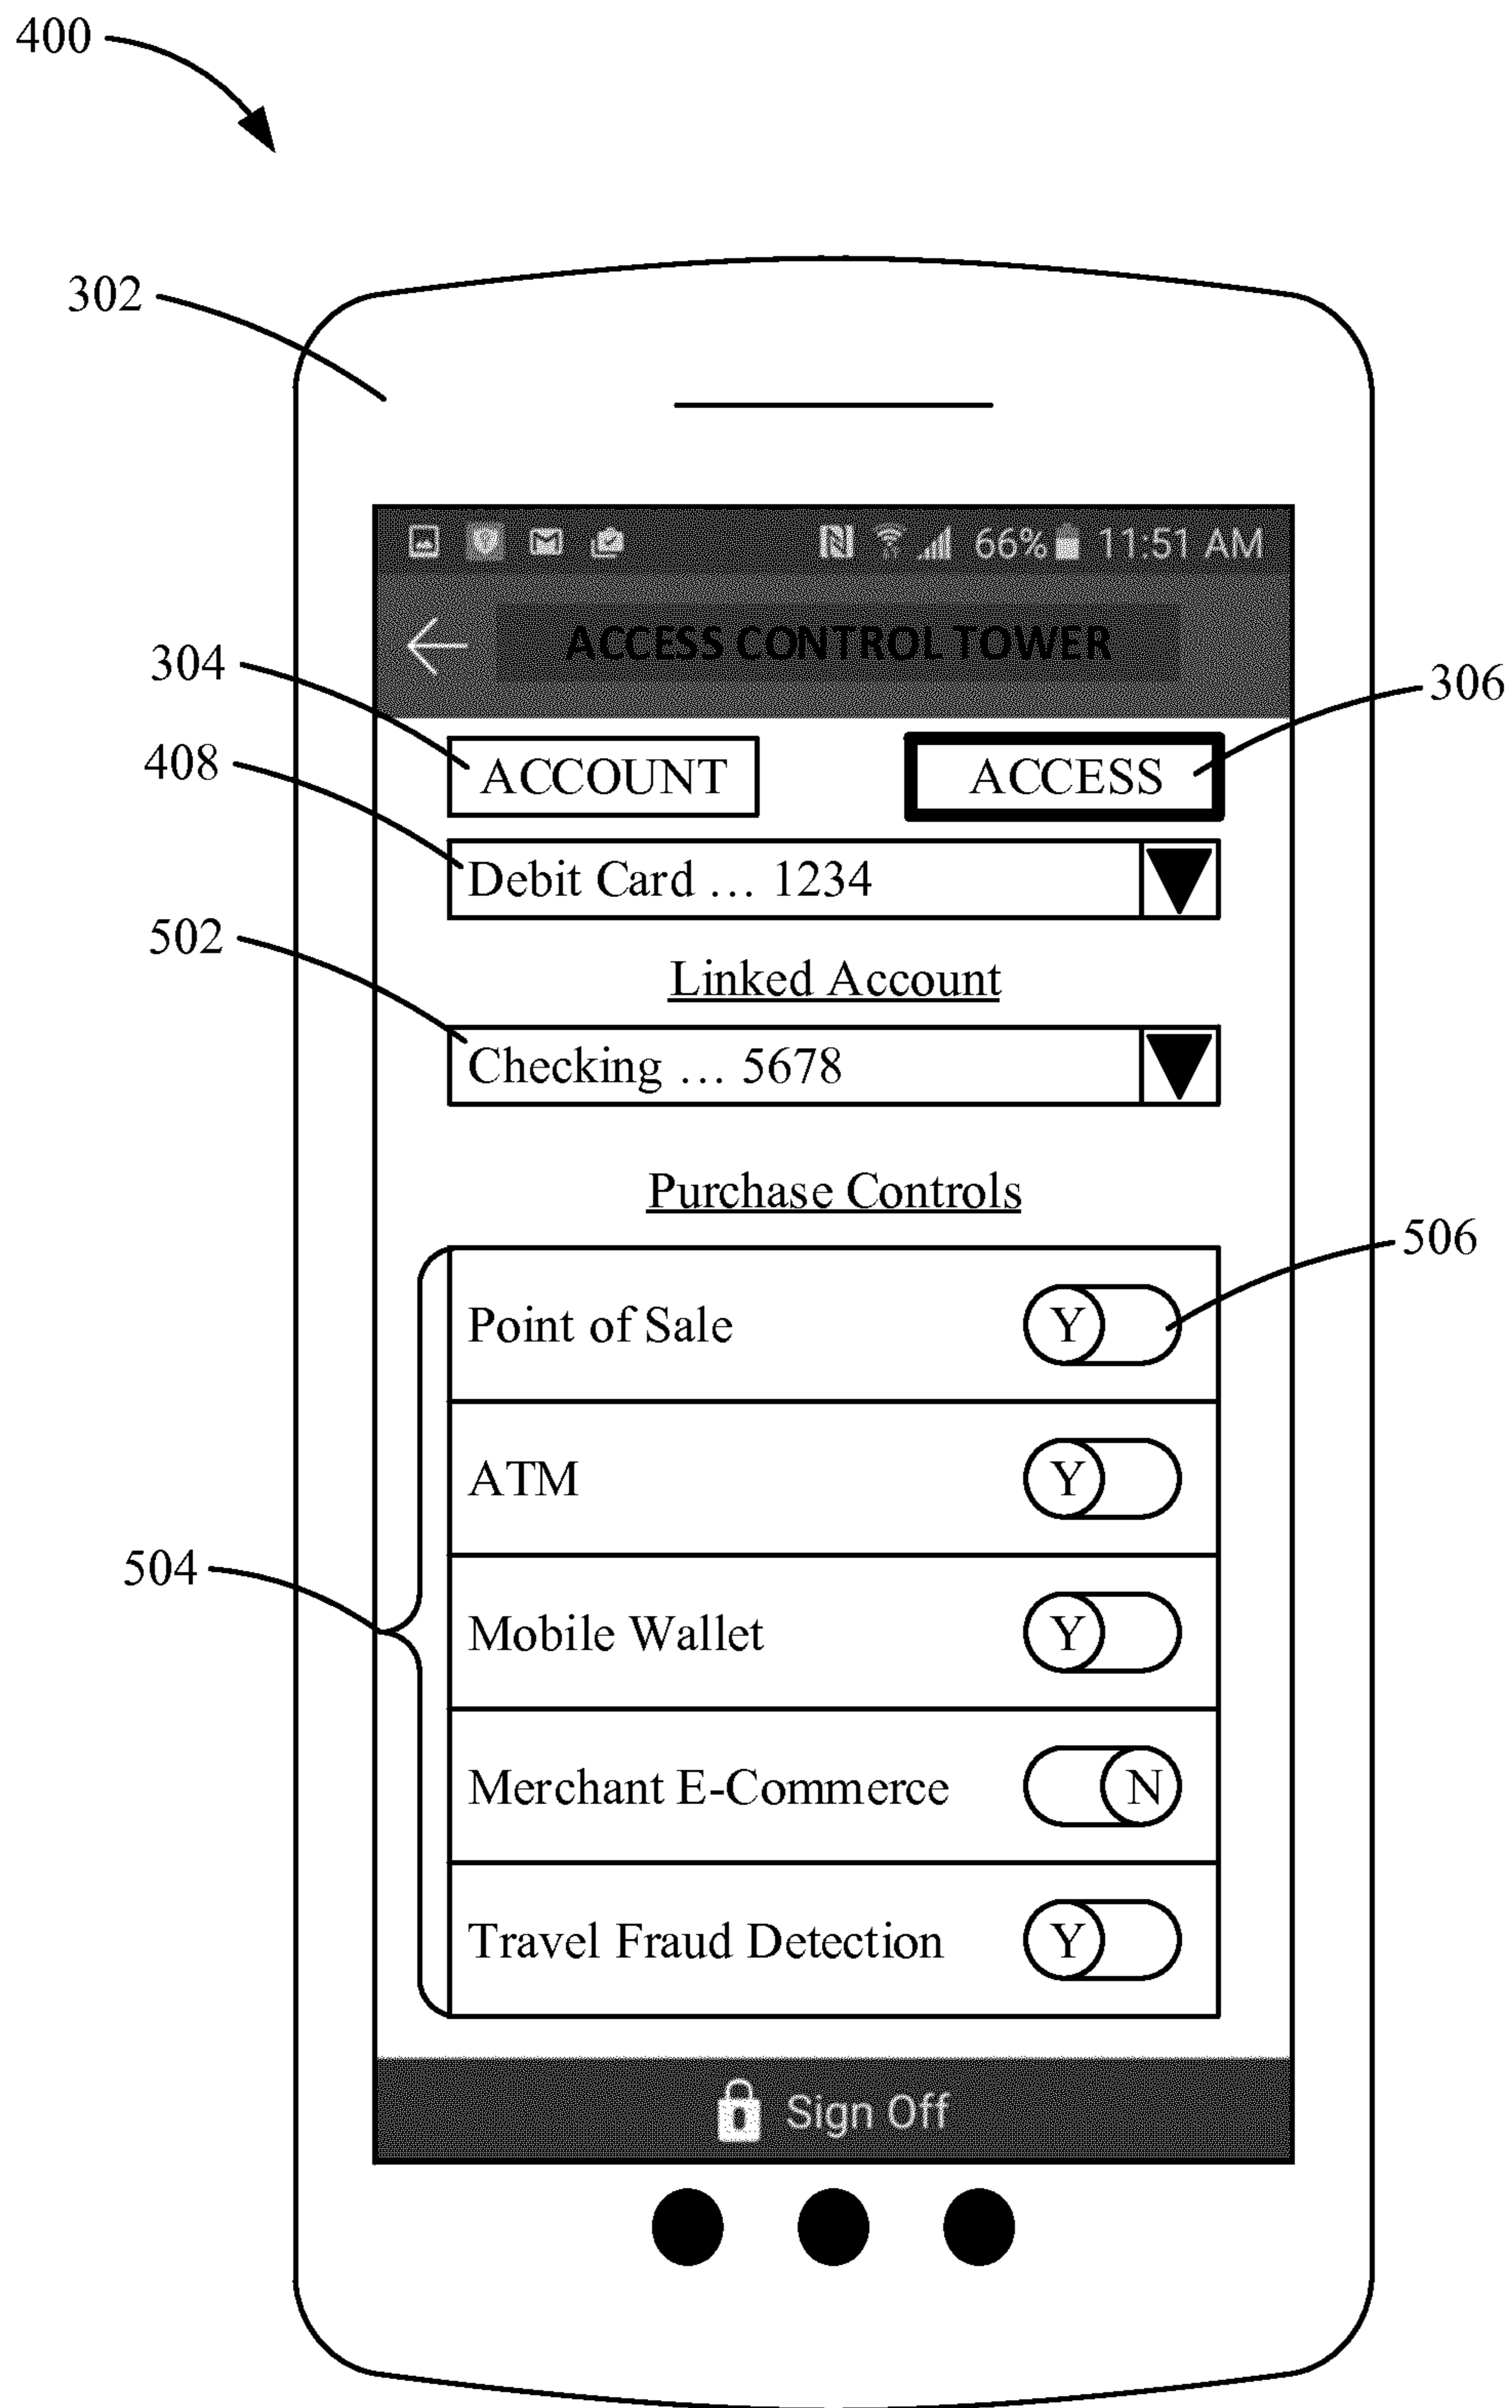 400
302
66% 11:51 AM
ACCESS CONTROL TOWER
304
306
ACCOUNT
ACCESS
408
Debit Card ... 1234
502
Linked Account
Checking ... 5678
Purchase Controls
506
Point of Sale Y
ATM Y
504
Mobile Wallet Y
Merchant E-Commerce N
Travel Fraud Detection Y
Sign Off